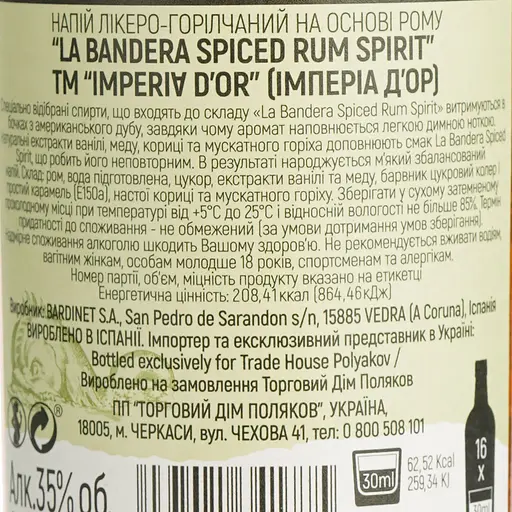 НАПІЙ ЛІКЕРО-ГОРІЛЧАНИЙ НА ОСНОВІ РОМУ
"LA BANDERA SPICED RUM SPIRIT"
ТМ "IMPERIA D'OR" (ІМПЕРІА Д'ОР)
Спеціально відібрані спирти, що входять до складу «La Bandera Spiced Rum Spirit» витримуються в
бочках з американського дубу, завдяки чому аромат наповнюється легкою димною ноткою.
Натуральні екстракти ванілі, меду, кориці та мускатного горіха доповнюють смак La Bandera Spiced
Spirit, що робить його неповторним. В результаті народжується м'який збалансований
напій. Склад: ром, вода підготовлена, цукор, екстракти ванілі та меду, барвник цукровий колер І
простий карамель (Е150а), настої кориці та мускатного горіху. Зберігати у сухому затемненому
прохолодному місці при температурі від +5°С до 25°С і відносній вологості не більше 85%. Термін
придатності до споживання - не обмежений (за умови дотримання умов зберігання).
Надмірне споживання алкоголю шкодить Вашому здоров'ю. Не рекомендується вживати водіям,
вагітним жінкам, особам молодше 18 років, спортсменам та алергікам.
Номер партії, об'єм, міцність продукту вказано на етикетці
Енергетична цінність: 208,41 ккал (864,46кДж)
Виробник: BARDINET S.A., San Pedro de Sarandon s/n, 15885 VEDRA (A Coruna), Іспанія
ВИРОБЛЕНО В ІСПАНІЇ. Імпортер та ексклюзивний представник в Україні:
Bottled exclusively for Trade House Polyakov /
Вироблено на замовлення Торговий Дім Поляков
ПП "ТОРГОВИЙ ДІМ ПОЛЯКОВ", УКРАЇНА,
18005, м. ЧЕРКАСИ, вул. ЧЕХОВА 41, тел: 0 800 508 101
Алк.35% об
30ml
62,52 Kcal
259,34 KJ
16
X
30ml